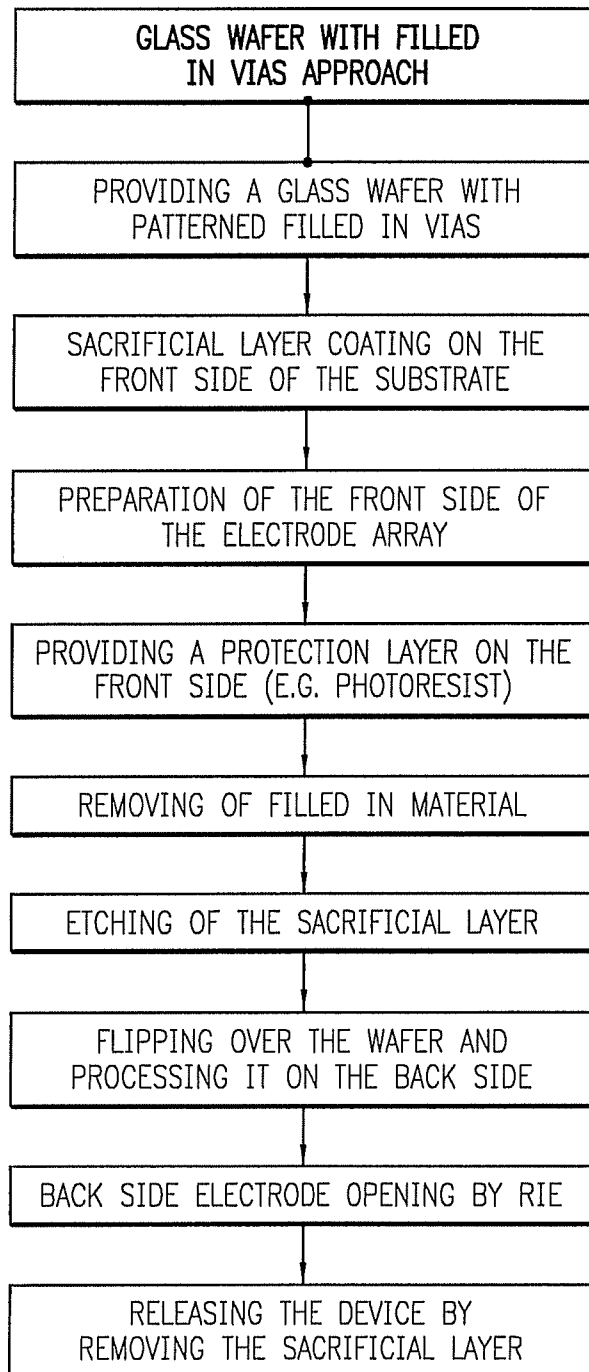 GLASS WAFER WITH FILLED
IN VIAS APPROACH
PROVIDING A GLASS WAFER WITH
PATTERNED FILLED IN VIAS
SACRIFICIAL LAYER COATING ON THE
FRONT SIDE OF THE SUBSTRATE
PREPARATION OF THE FRONT SIDE OF
THE ELECTRODE ARRAY
PROVIDING A PROTECTION LAYER ON THE
FRONT SIDE (E.G. PHOTORESIST)
REMOVING OF FILLED IN MATERIAL
ETCHING OF THE SACRIFICIAL LAYER
FLIPPING OVER THE WAFER AND
PROCESSING IT ON THE BACK SIDE
BACK SIDE ELECTRODE OPENING BY RIE
RELEASING THE DEVICE BY
REMOVING THE SACRIFICIAL LAYER